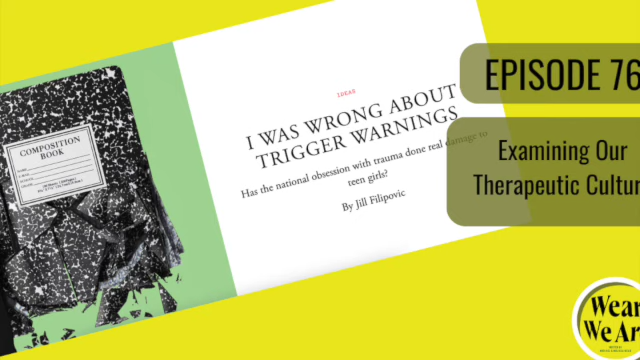 COMPOSITION
BOOK
IDEAS
I WAS WRONG ABOUT
TRIGGER WARNINGS
Has the national obsession with trauma done real damage to
teen girls?
By Jill Filipovic
EPISODE 76
Examining Our
Therapeutic Cultur
Wear
We Ar